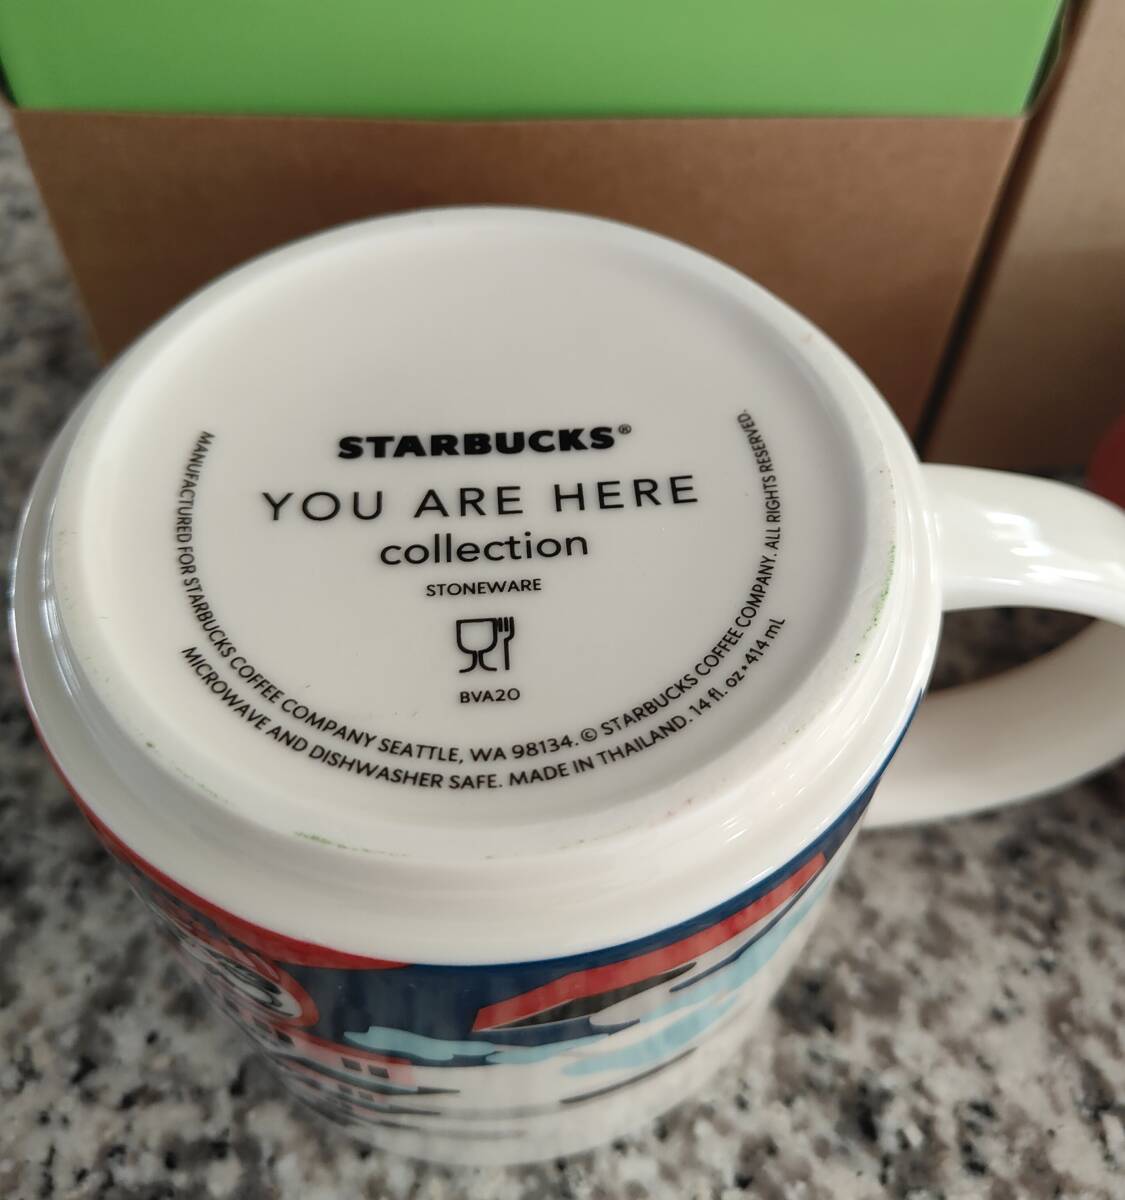 STARBUCKS®
YOU ARE HERE
collection
STONEWARE
BVA20
MANUFACTURED FOR STARBUCKS COFFEE COMPANY SEATTLE, WA 98134. © STARBUCKS COFFEE COMPANY. ALL RIGHTS RESERVED.
MICROWAVE AND DISHWASHER SAFE. MADE IN THAILAND. 14 fl. oz • 414 mL